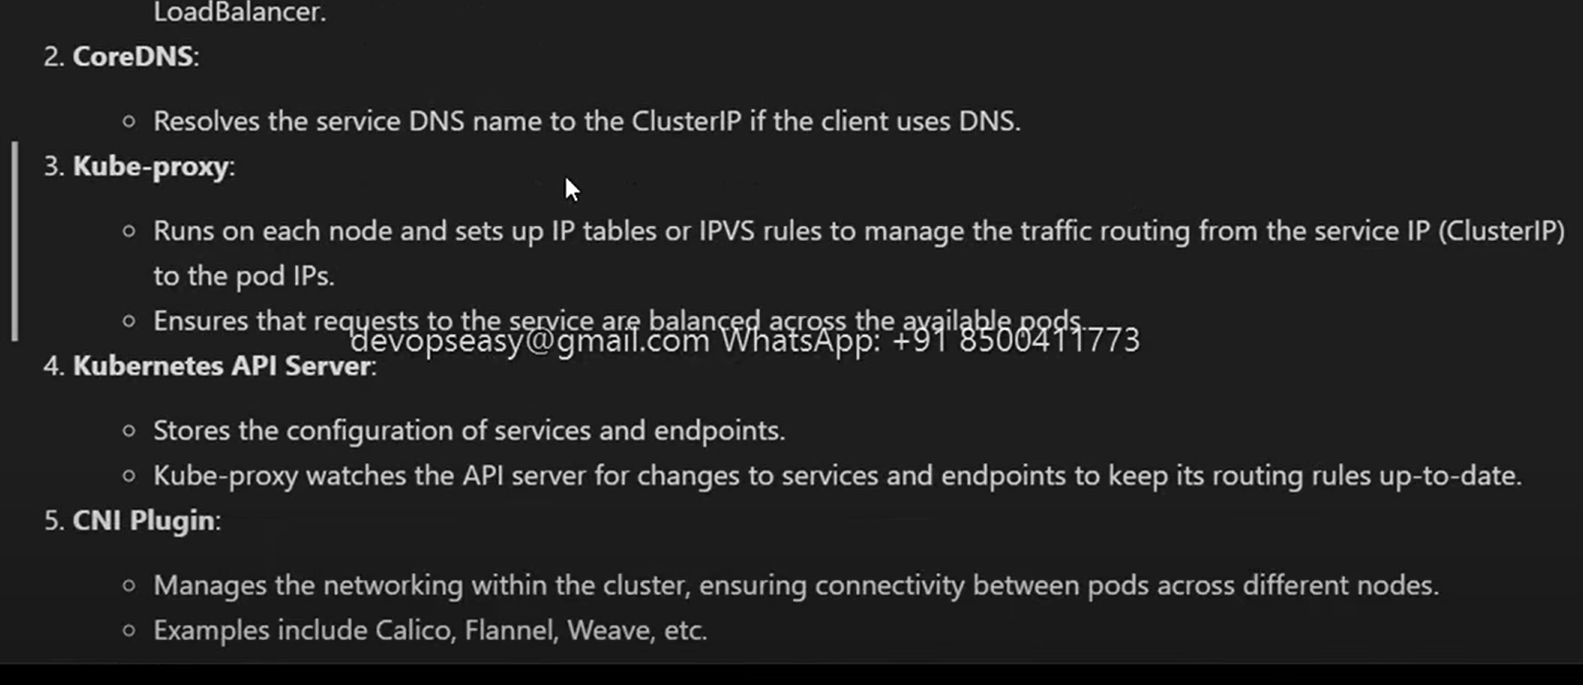 LoadBalancer.
2. CoreDNS:
○ Resolves the service DNS name to the ClusterIP if the client uses DNS.
3. Kube-proxy:
○ Runs on each node and sets up IP tables or IPVS rules to manage the traffic routing from the service IP (ClusterIP)
to the pod IPs.
○ Ensures that requests to the service are balanced across the available pods.
devopseasy@gmail.com WhatsApp: +91 8500411773
4. Kubernetes API Server:
○ Stores the configuration of services and endpoints.
○ Kube-proxy watches the API server for changes to services and endpoints to keep its routing rules up-to-date.
5. CNI Plugin:
○ Manages the networking within the cluster, ensuring connectivity between pods across different nodes.
○ Examples include Calico, Flannel, Weave, etc.